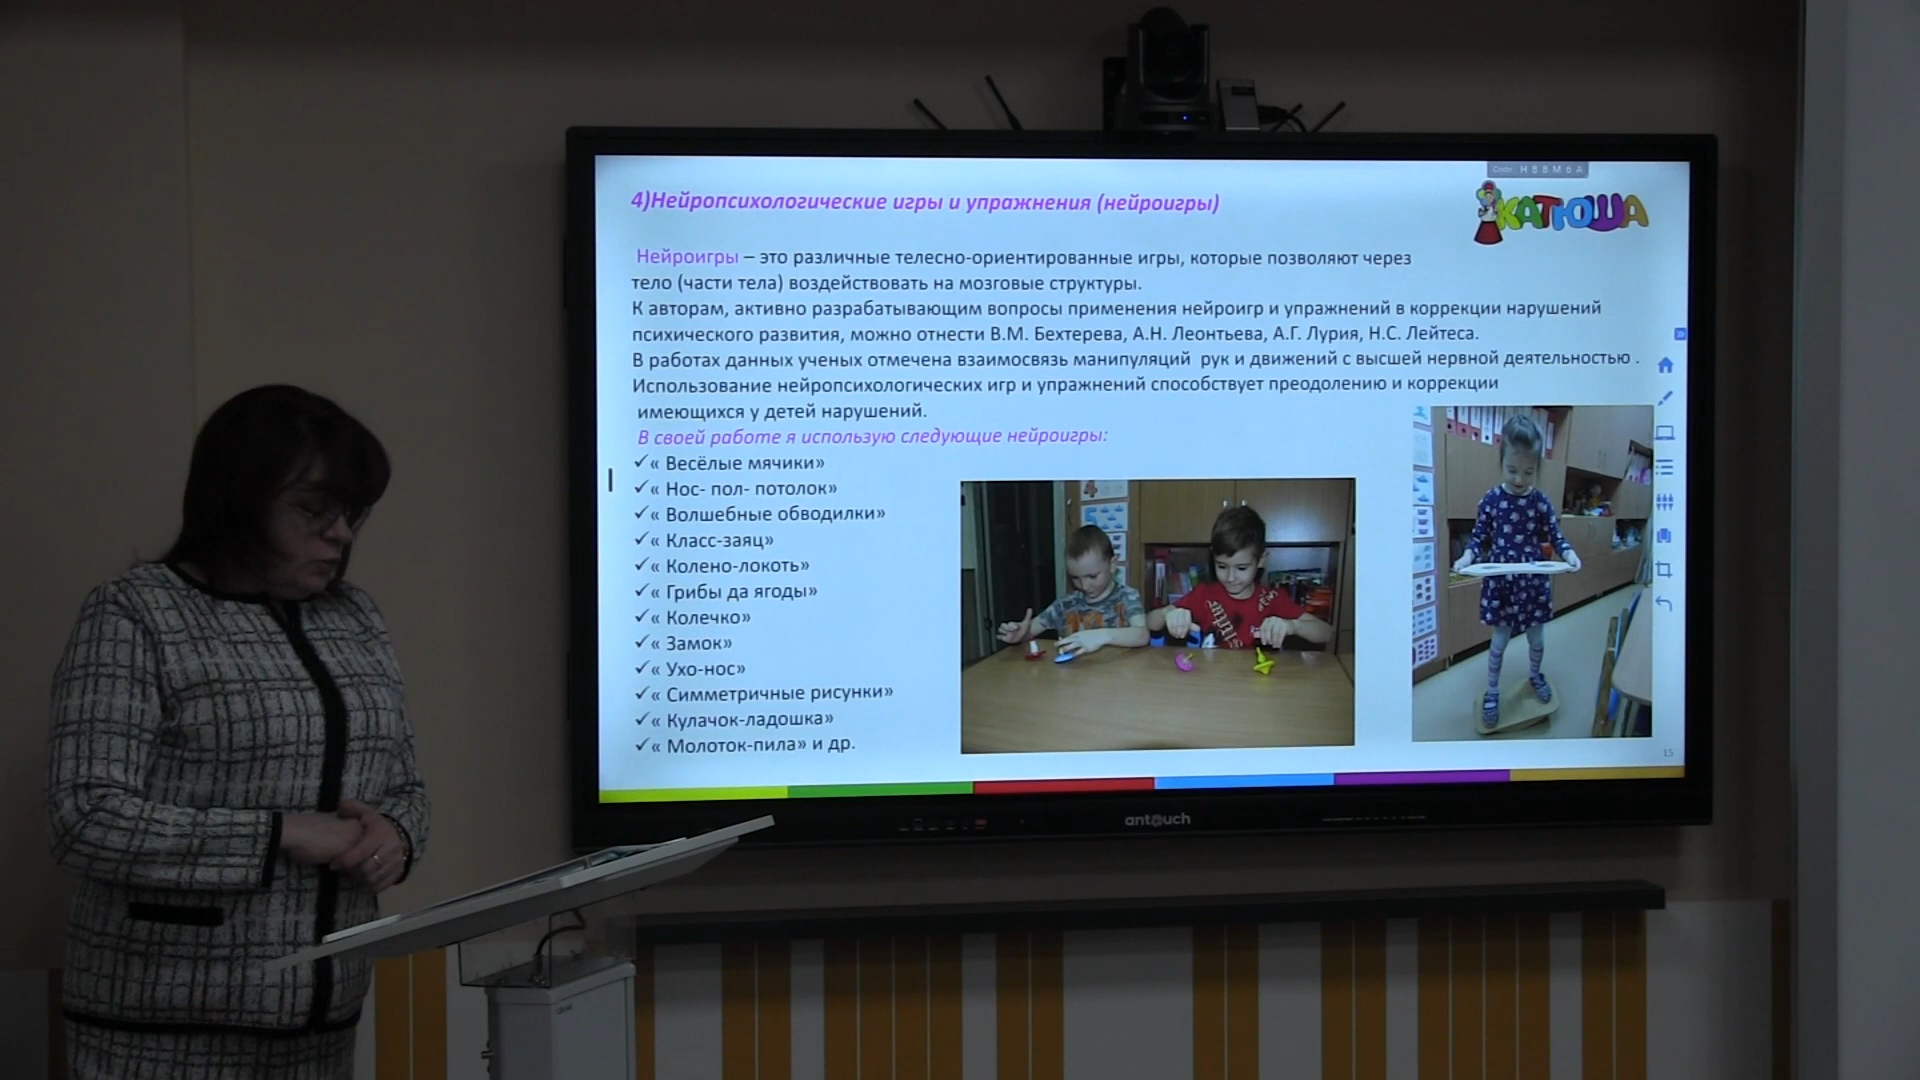 H88M6A
4)Нейропсихологические игры и упражнения (нейроигры)
КАТЮША
Нейроигры – это различные телесно-ориентированные игры, которые позволяют через
тело (части тела) воздействовать на мозговые структуры.
К авторам, активно разрабатывающим вопросы применения нейроигр и упражнений в коррекции нарушений
психического развития, можно отнести В.М. Бехтерева, А.Н. Леонтьева, А.Г. Лурия, Н.С. Лейтеса.
В работах данных ученых отмечена взаимосвязь манипуляций рук и движений с высшей нервной деятельностью .
Использование нейропсихологических игр и упражнений способствует преодолению и коррекции
имеющихся у детей нарушений.
В своей работе я использую следующие нейроигры:
✓« Весёлые мячики»
✓« Нос- пол- потолок»
✓« Волшебные обводилки»
✓« Класс-заяц»
✓« Колено-локоть»
✓« Грибы да ягоды»
✓« Колечко»
✓« Замок»
✓« Ухо-нос»
✓« Симметричные рисунки»
✓« Кулачок-ладошка»
✓« Молоток-пила» и др.
15
antouch